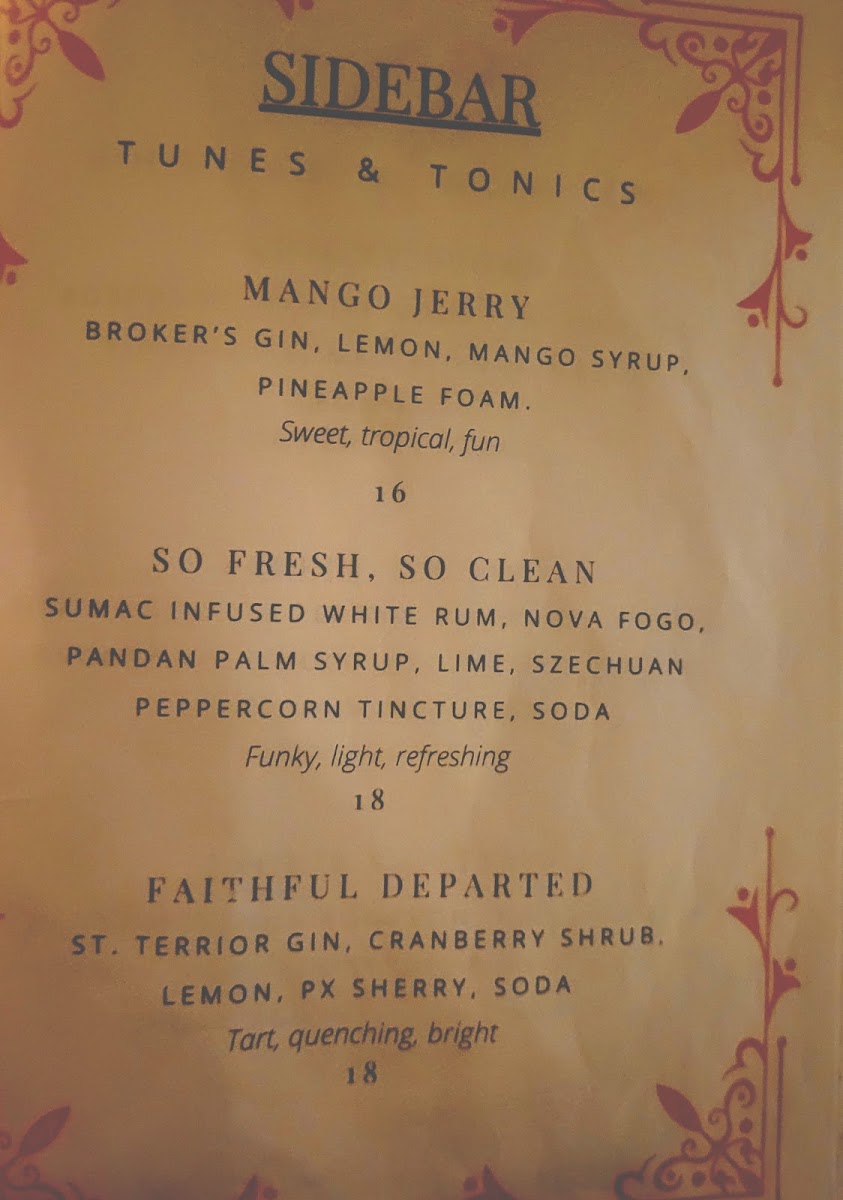 SIDEBAR
TUNES & TONICS
MANGO JERRY
BROKER'S GIN, LEMON, MANGO SYRUP,
PINEAPPLE FOAM.
Sweet, tropical, fun
16
SO FRESH, SO CLEAN
SUMAC INFUSED WHITE RUM, NOVA FOGO,
PANDAN PALM SYRUP, LIME, SZECHUAN
PEPPERCORN TINCTURE, SODA
Funky, light, refreshing
18
FAITHFUL DEPARTED
ST. TERRIOR GIN, CRANBERRY SHRUB,
LEMON, PX SHERRY, SODA
Tart, quenching, bright
18